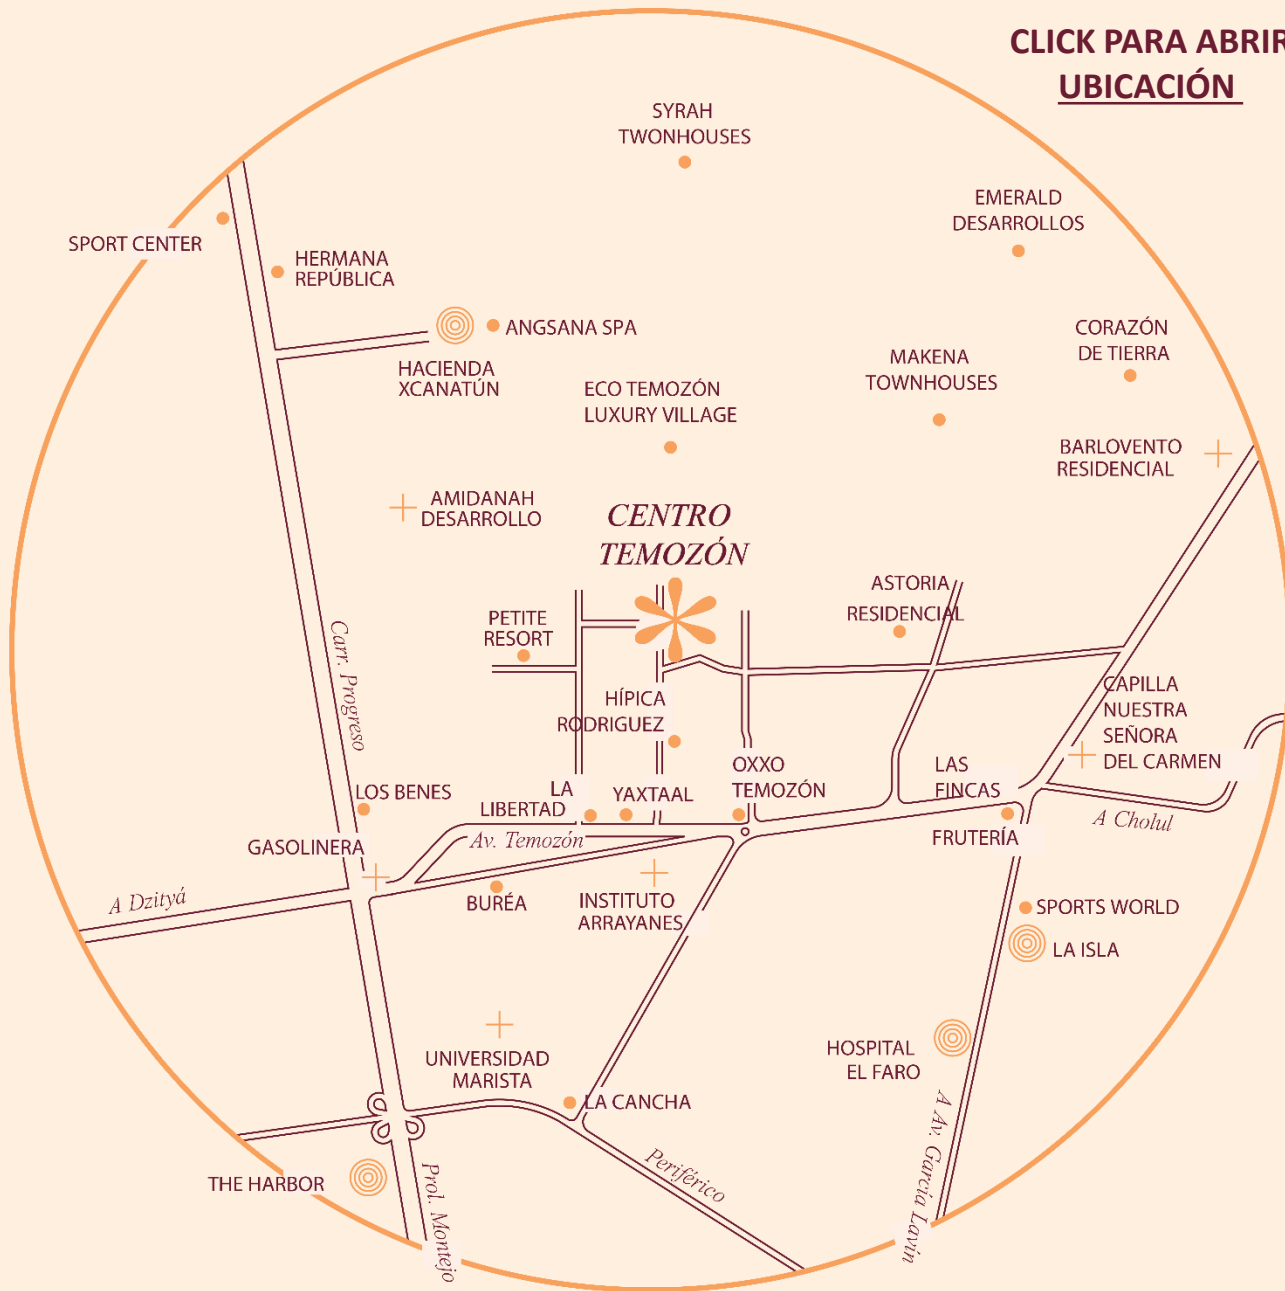 CLICK PARA ABRIR
UBICACIÓN
SYRAH
TWONHOUSES
EMERALD
DESARROLLOS
SPORT CENTER
HERMANA
REPÚBLICA
ANGSANA SPA
HACIENDA
XCANATÚN
CORAZÓN
DE TIERRA
MAKENA
TOWNHOUSES
ECO TEMOZÓN
LUXURY VILLAGE
BARLOVENTO
RESIDENCIAL
AMIDANAH
DESARROLLO
CENTRO
TEMOZÓN
ASTORIA
RESIDENCIAL
PETITE
RESORT
Carr. Progreso
HÍPICA
RODRIGUEZ
CAPILLA
NUESTRA
SEÑORA
DEL CARMEN
OXXO
TEMOZÓN
LAS
FINCAS
LOS BENES
LA
LIBERTAD
YAXTAAL
A Cholul
Av. Temozón
FRUTERÍA
GASOLINERA
A Dzityá
BURÉA
INSTITUTO
ARRAYANES
SPORTS WORLD
LA ISLA
HOSPITAL
EL FARO
UNIVERSIDAD
MARISTA
LA CANCHA
A Av. García Lavín
Periférico
THE HARBOR
Prol. Montejo